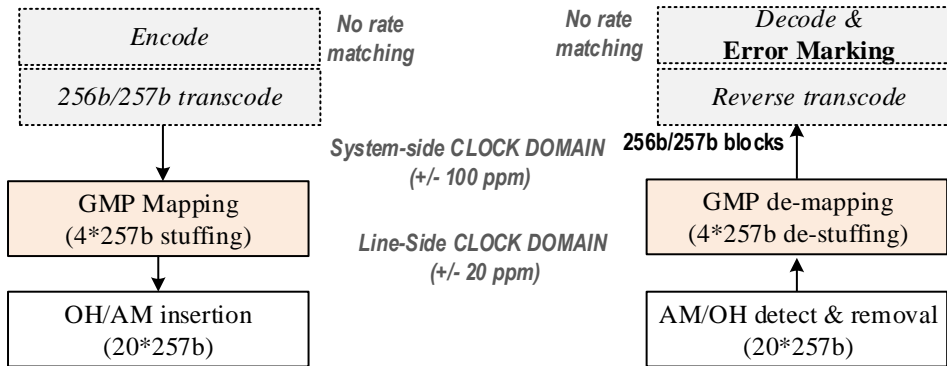 Encode
256b/257b transcode
No rate
matching
GMP Mapping
(4*257b stuffing)
OH/AM insertion
(20*257b)
System-side CLOCK DOMAIN
(+/- 100 ppm)
Line-Side CLOCK DOMAIN
(+/- 20 ppm)
No rate
matching
Decode &
Error Marking
Reverse transcode
256b/257b blocks
GMP de-mapping
(4*257b de-stuffing)
AM/OH detect & removal
(20*257b)